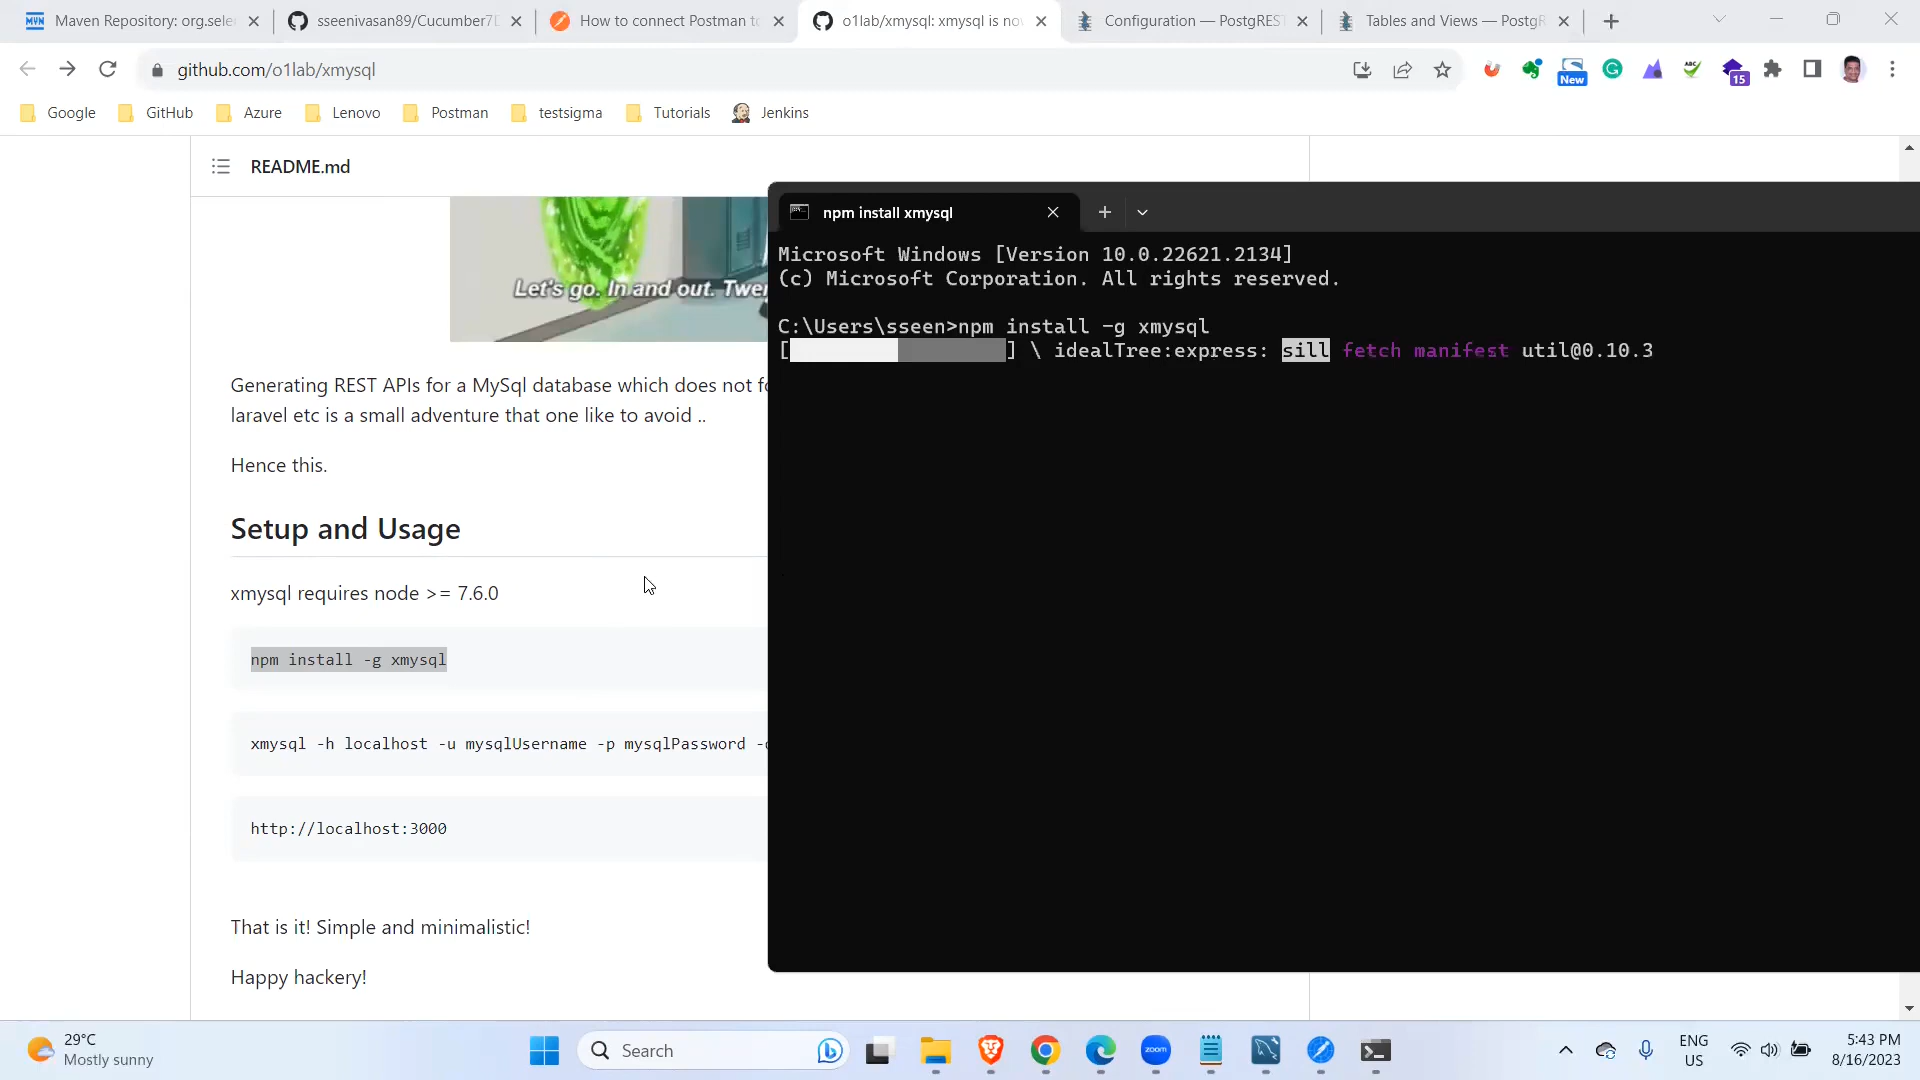 Maven Repository: org.sele
sseenivasan89/Cucumber7
How to connect Postman to
o1lab/xmysql: xmysql is no
Configuration — PostgREST
Tables and Views — Postg
github.com/o1lab/xmysql
New
ABC
15
Google
GitHub
Azure
Lenovo
Postman
testsigma
Tutorials
Jenkins
README.md
Let's go. In and out. Twe
Generating REST APIs for a MySql database which does not fo
laravel etc is a small adventure that one like to avoid ..
Hence this.
Setup and Usage
xmysql requires node >= 7.6.0
npm install -g xmysql
xmysql -h localhost -u mysqlUsername -p mysqlPassword -d
http://localhost:3000
That is it! Simple and minimalistic!
Happy hackery!
npm install xmysql
Microsoft Windows [Version 10.0.22621.2134]
(c) Microsoft Corporation. All rights reserved.
C:\Users\sseen>npm install -g xmysql
[ ] \ idealTree:express: sill fetch manifest util@0.10.3
29°C
Mostly sunny
Search
zoom
ENG
US
5:43 PM
8/16/2023